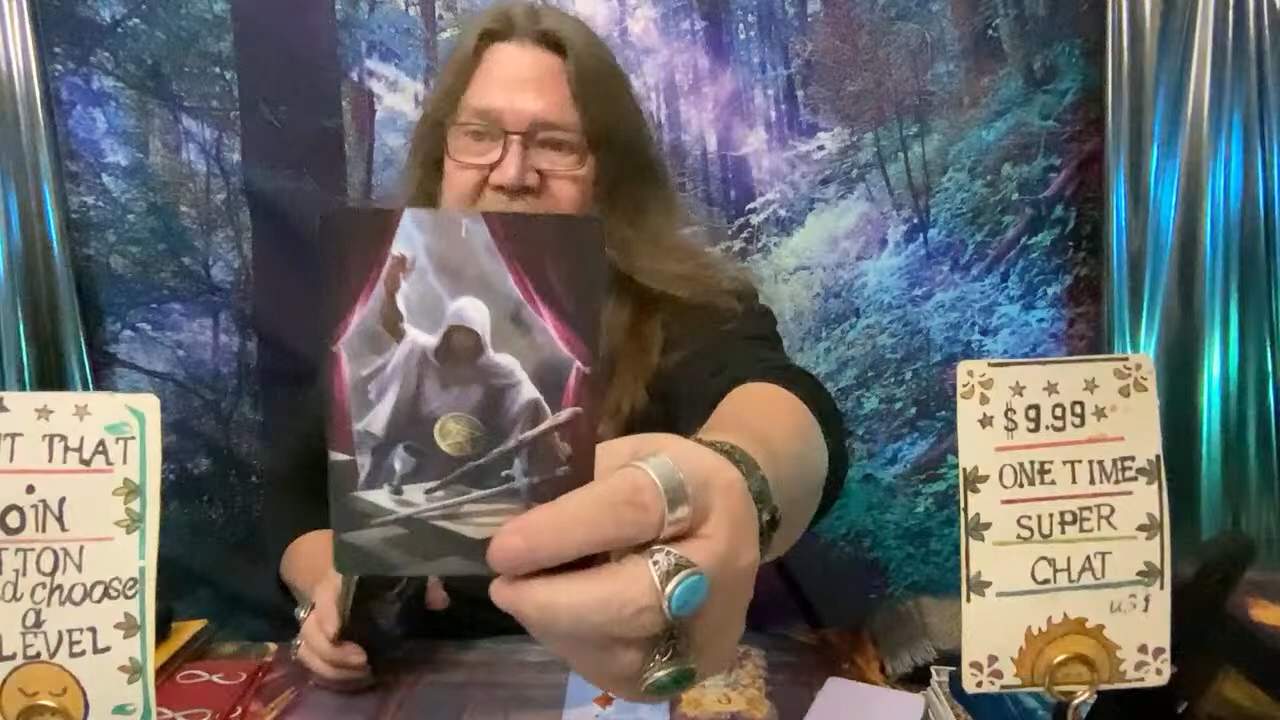 T THAT
OIN
TTON
d choose
a
LEVEL
I
$9.99
ONE TIME
SUPER
CHAT